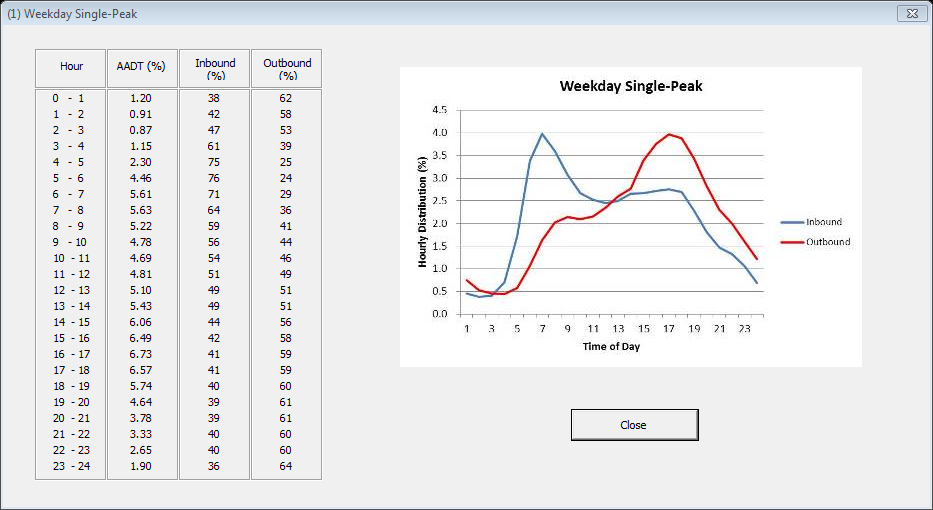 (1) Weekday Single-Peak
Hour AADT (%) Inbound (%) Outbound (%)
0 - 1 1.20 38 62
1 - 2 0.91 42 58
2 - 3 0.87 47 53
3 - 4 1.15 61 39
4 - 5 2.30 75 25
5 - 6 4.46 76 24
6 - 7 5.61 71 29
7 - 8 5.63 64 36
8 - 9 5.22 59 41
9 - 10 4.78 56 44
10 - 11 4.69 54 46
11 - 12 4.81 51 49
12 - 13 5.10 49 51
13 - 14 5.43 49 51
14 - 15 6.06 44 56
15 - 16 6.49 42 58
16 - 17 6.73 41 59
17 - 18 6.57 41 59
18 - 19 5.74 40 60
19 - 20 4.64 39 61
20 - 21 3.78 39 61
21 - 22 3.33 40 60
22 - 23 2.65 40 60
23 - 24 1.90 36 64
Weekday Single-Peak
Hourly Distribution (%)
4.5
4.0
3.5
3.0
2.5
2.0
1.5
1.0
0.5
0.0
1 3 5 7 9 11 13 15 17 19 21 23
Time of Day
Inbound
Outbound
Close